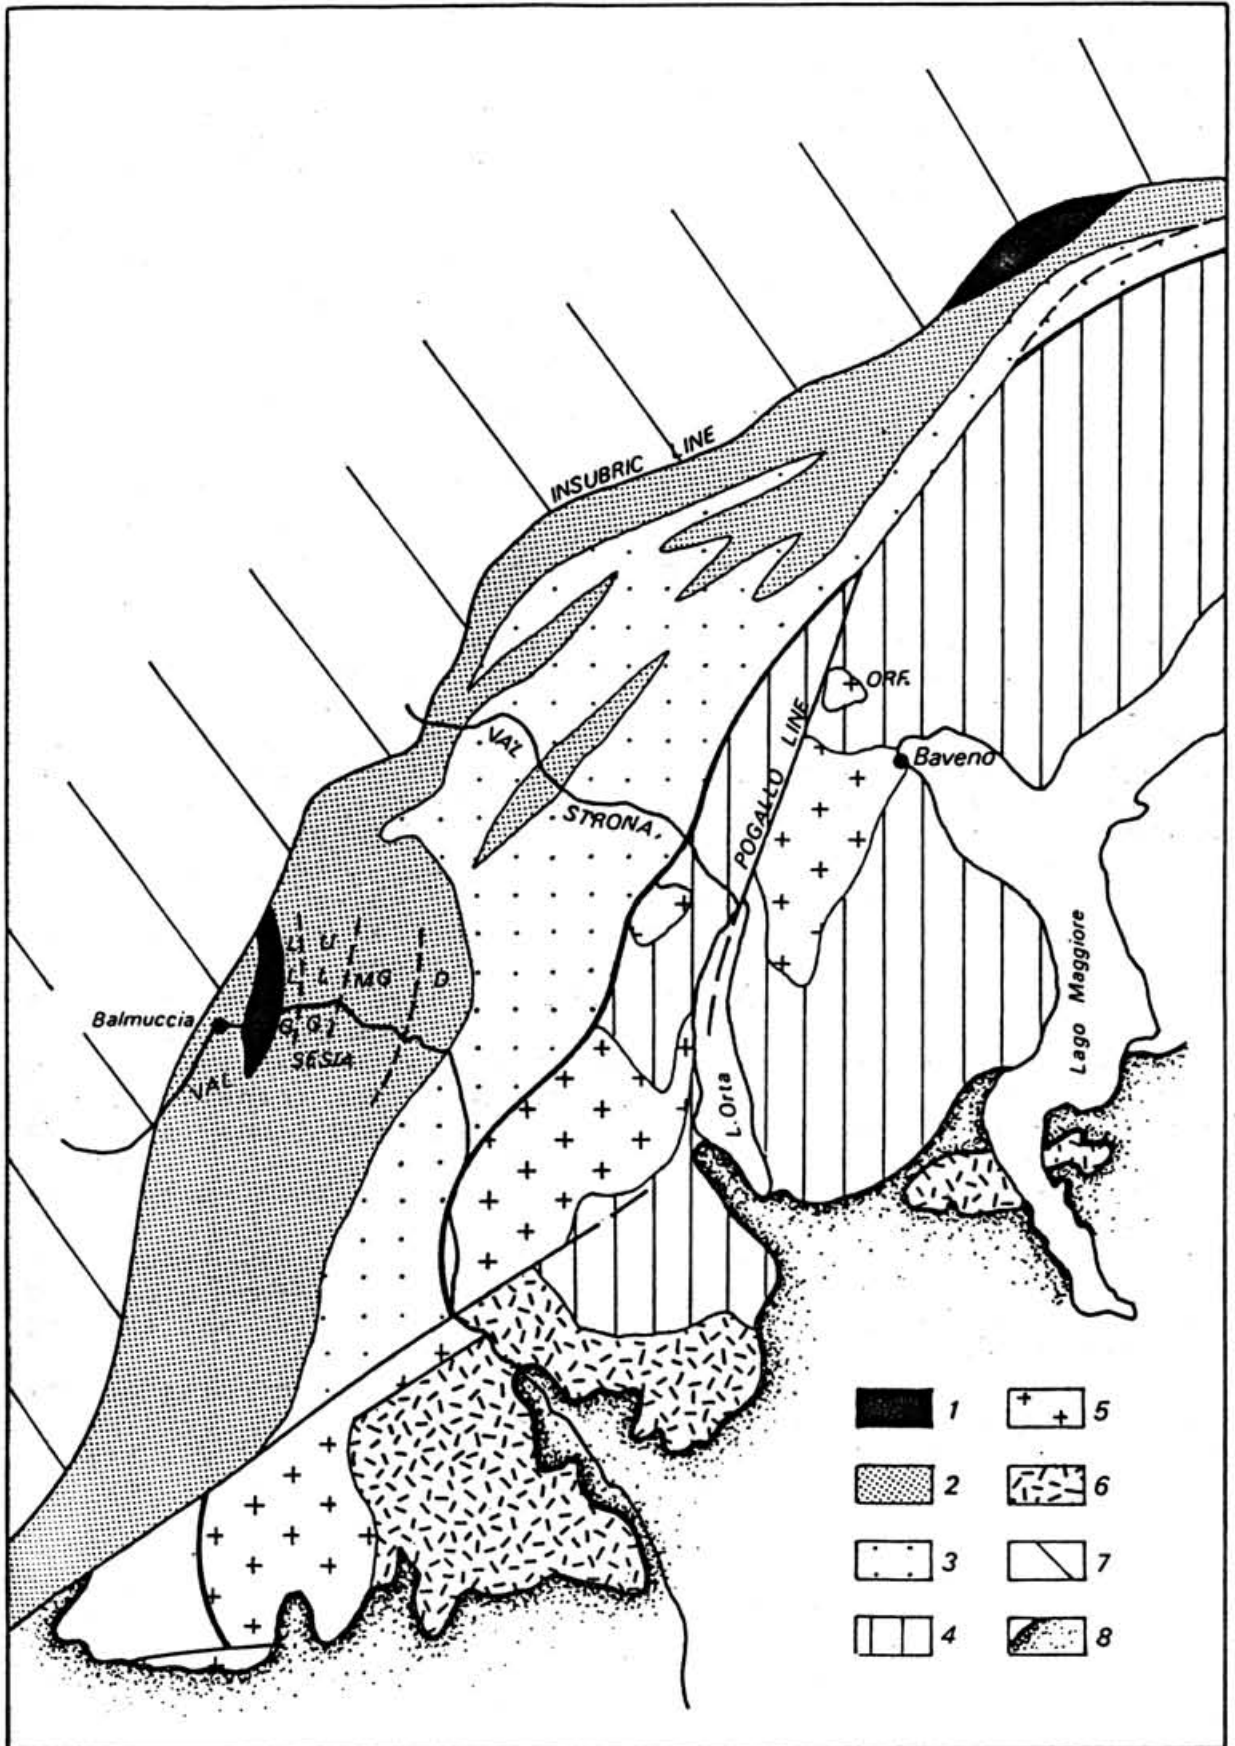 INSUBRIC LINE
ORF.
VAL
STRONA
POGALLO LINE
Baveno
Lago Maggiore
L
U
L
L
MG
D
Balmuccia
G
G
I
VAL
SESIA
L. Orta
1
5
2
6
3
7
4
8